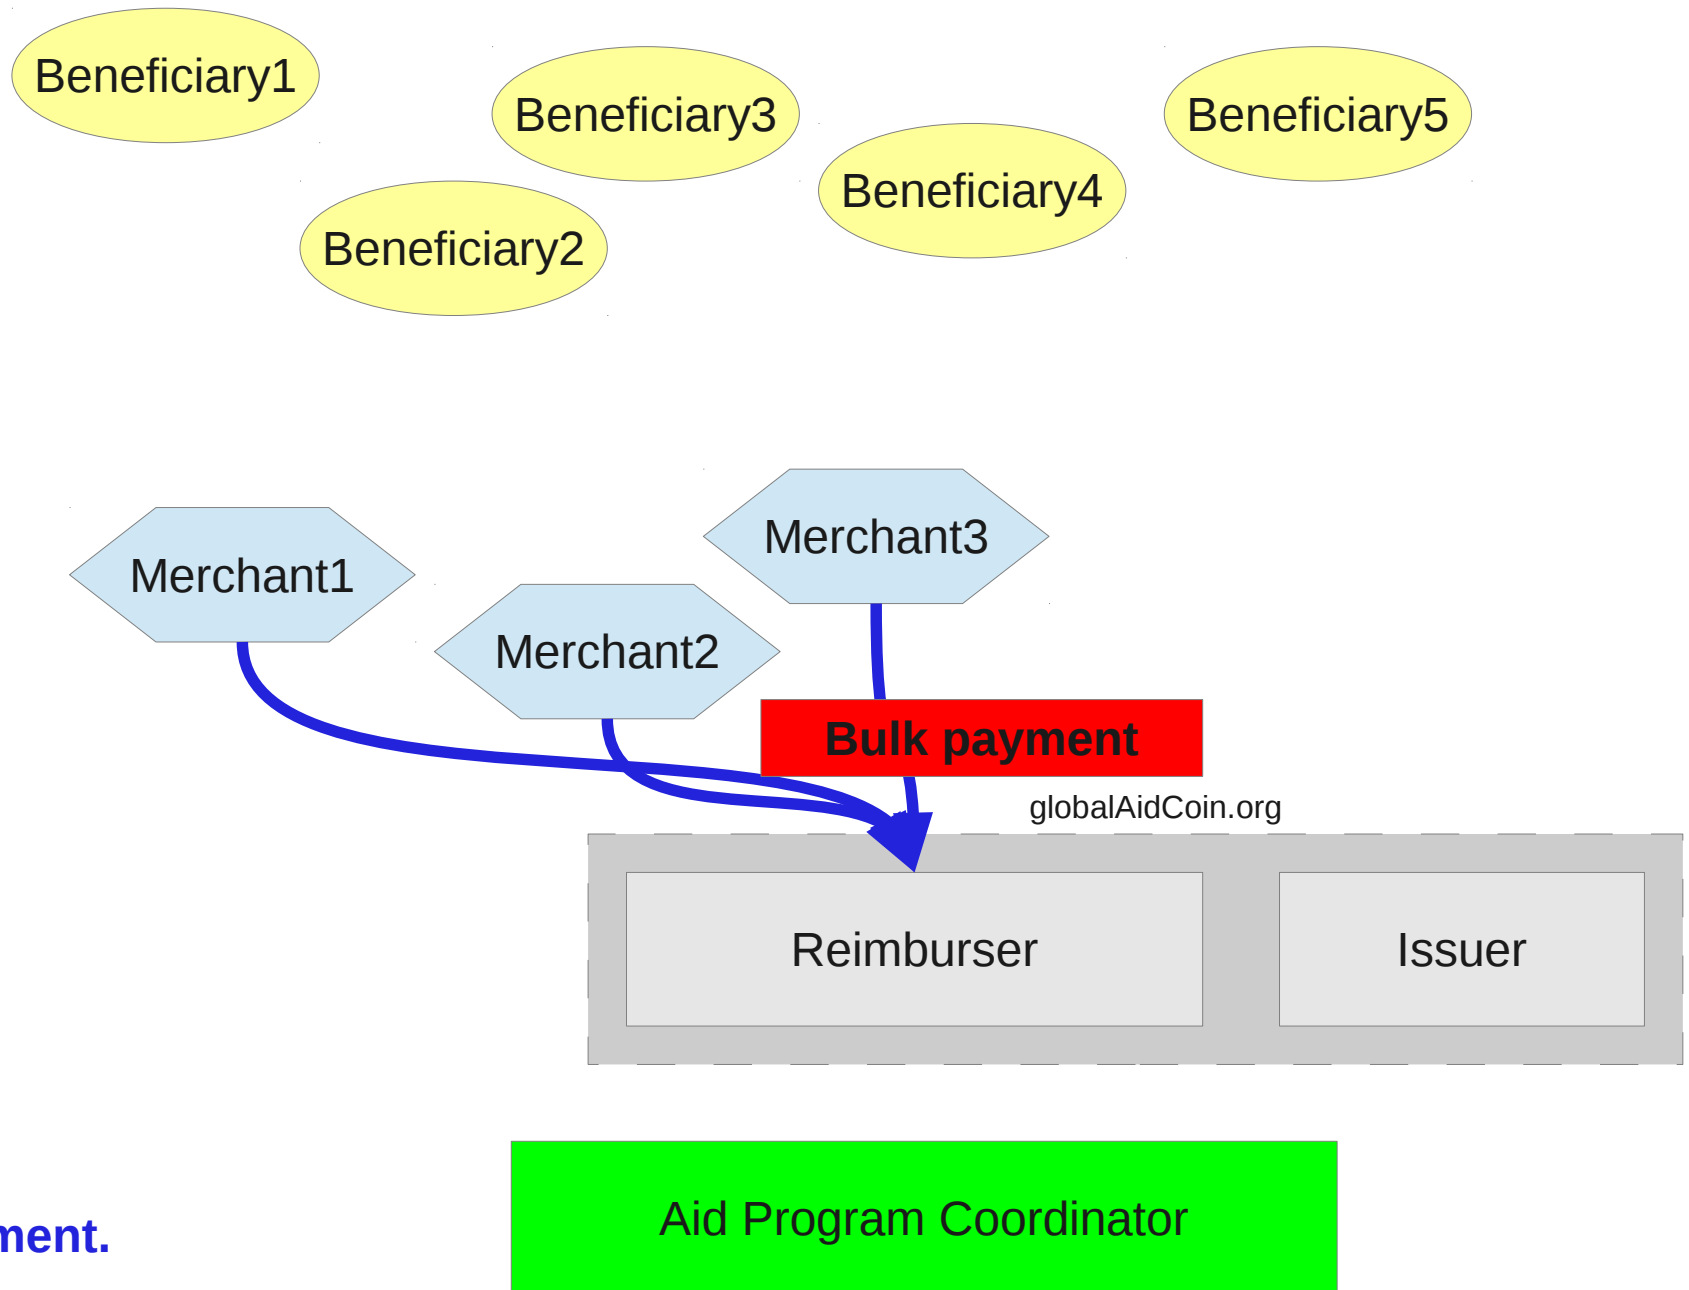 Beneficiary1
Beneficiary3
Beneficiary5
Beneficiary4
Beneficiary2
Merchant3
Merchant1
Merchant2
Bulk payment
globalAidCoin.org
Reimburser
Issuer
Aid Program Coordinator
ment.